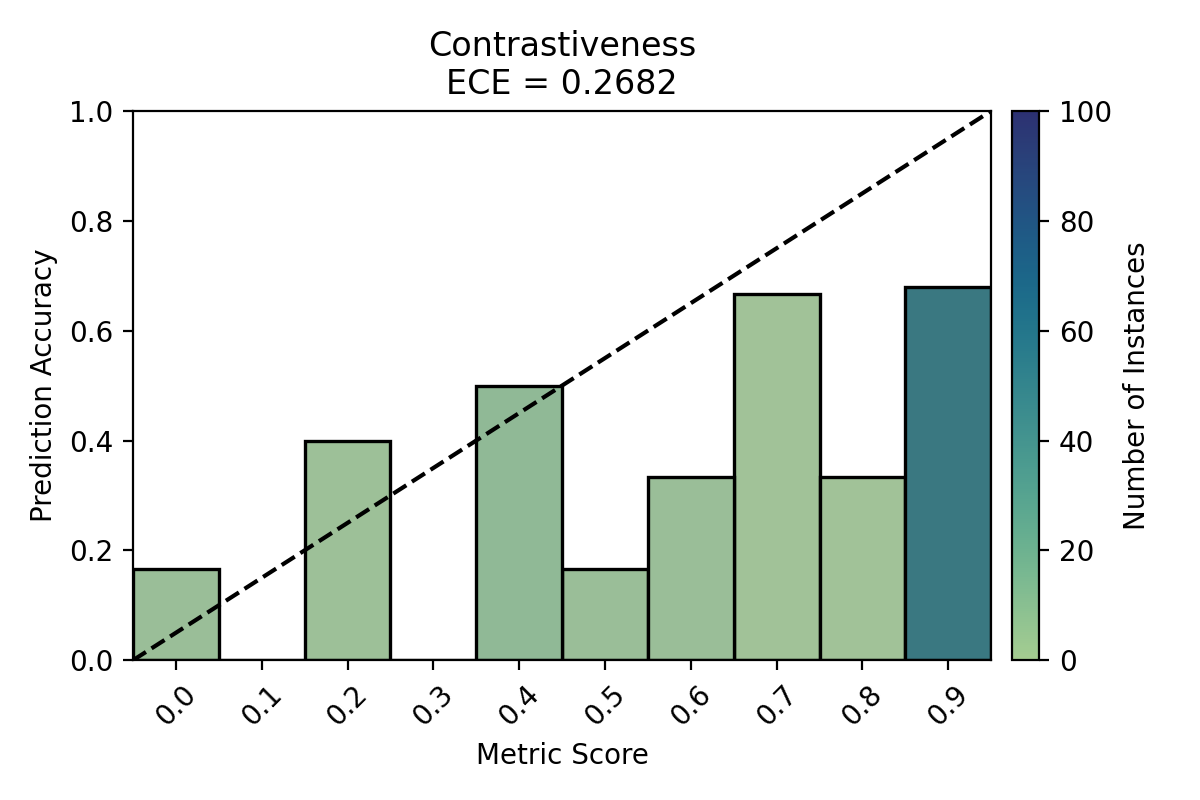 Contrastiveness
ECE = 0.2682
Prediction Accuracy
1.0
0.8
0.6
0.4
0.2
0.0
0.0 0.1 0.2 0.3 0.4 0.5 0.6 0.7 0.8 0.9
Metric Score
100
80
60
40
20
0
Number of Instances